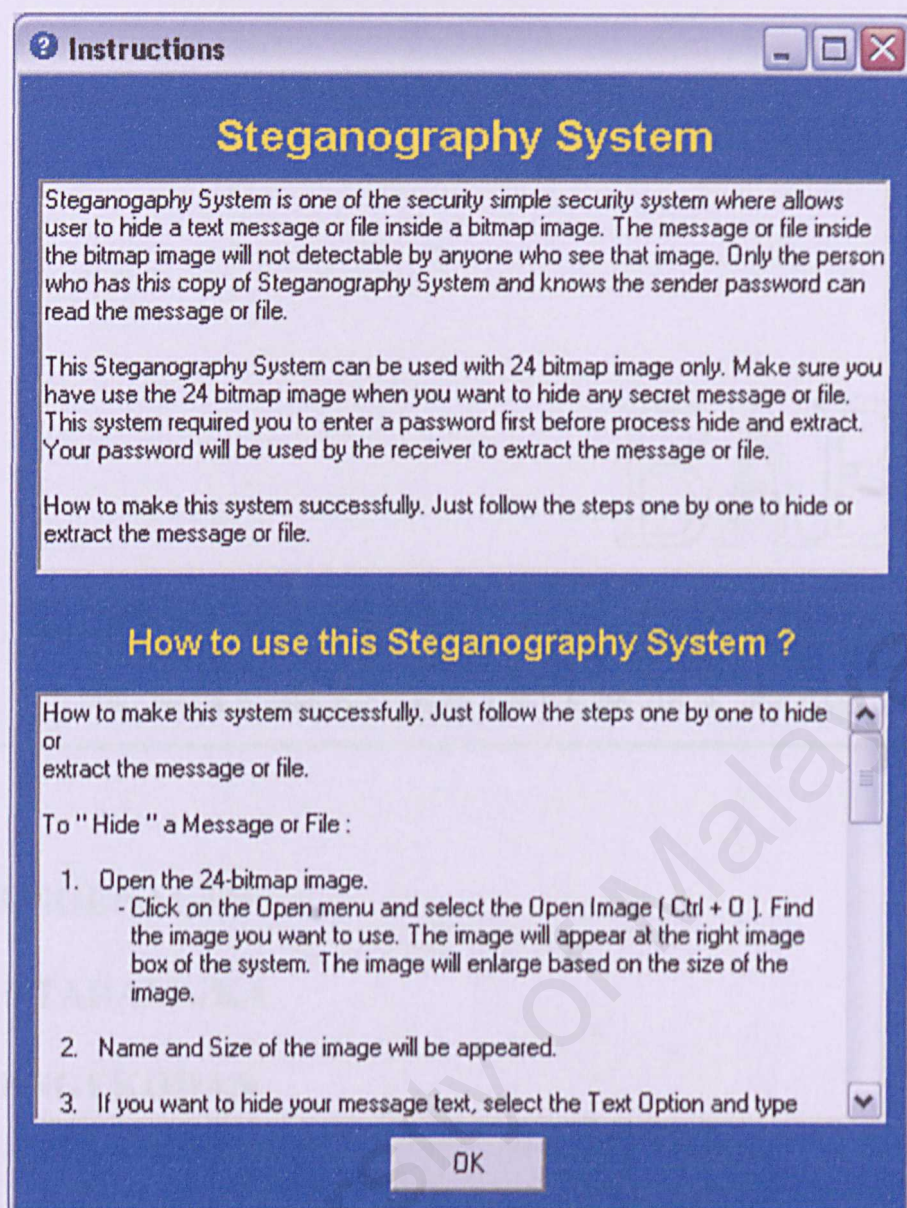 Instructions
Steganography System
Steganogaphy System is one of the security simple security system where allows
user to hide a text message or file inside a bitmap image. The message or file inside
the bitmap image will not detectable by anyone who see that image. Only the person
who has this copy of Steganography System and knows the sender password can
read the message or file.
This Steganography System can be used with 24 bitmap image only. Make sure you
have use the 24 bitmap image when you want to hide any secret message or file.
This system required you to enter a password first before process hide and extract.
Your password will be used by the receiver to extract the message or file.
How to make this system successfully. Just follow the steps one by one to hide or
extract the message or file.
How to use this Steganography System ?
How to make this system successfully. Just follow the steps one by one to hide
or
extract the message or file.
To " Hide " a Message or File :
1. Open the 24-bitmap image.
- Click on the Open menu and select the Open Image ( Ctrl + O ). Find
the image you want to use. The image will appear at the right image
box of the system. The image will enlarge based on the size of the
image.
2. Name and Size of the image will be appeared.
3. If you want to hide your message text, select the Text Option and type
OK
sity of Malaya